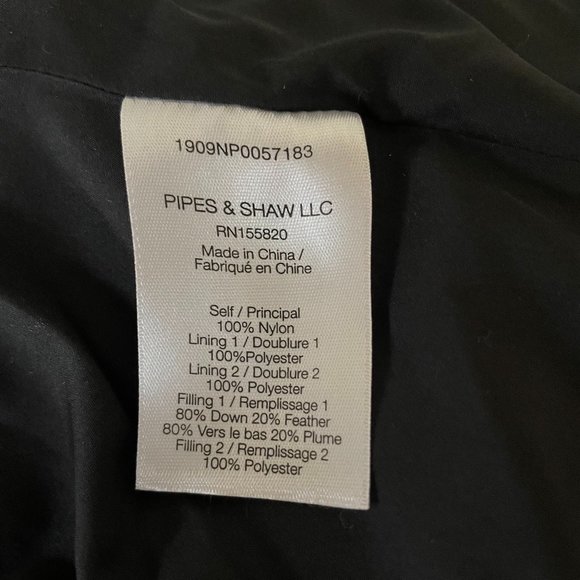 1909NP0057183
PIPES & SHAW LLC
RN155820
Made in China /
Fabriqué en Chine
Self / Principal
100% Nylon
Lining 1 / Doublure 1
100%Polyester
Lining 2 / Doublure 2
100% Polyester
Filling 1 / Remplissage 1
80% Down 20% Feather
80% Vers le bas 20% Plume
Filling 2 / Remplissage 2
100% Polyester